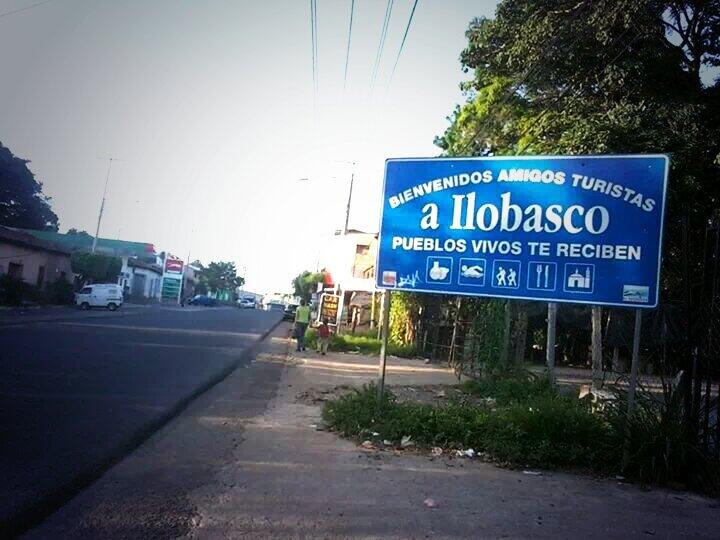 BIENVENIDOS AMIGOS TURISTAS
a Ilobasco
PUEBLOS VIVOS TE RECIBEN